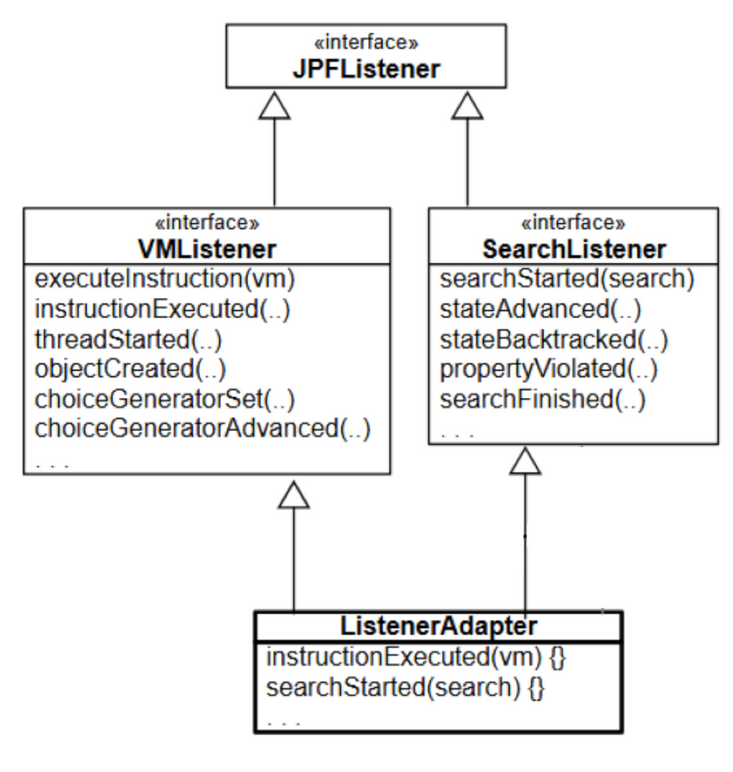 «interface»
JPFListener
«interface»
VMListener
executeInstruction(vm)
instructionExecuted(..)
threadStarted(..)
objectCreated(..)
choiceGeneratorSet(..)
choiceGeneratorAdvanced(..)
. . .
«interface»
SearchListener
searchStarted(search)
stateAdvanced(..)
stateBacktracked(..)
propertyViolated(..)
searchFinished(..)
. . .
ListenerAdapter
instructionExecuted(vm) {}
searchStarted(search) {}
. . .